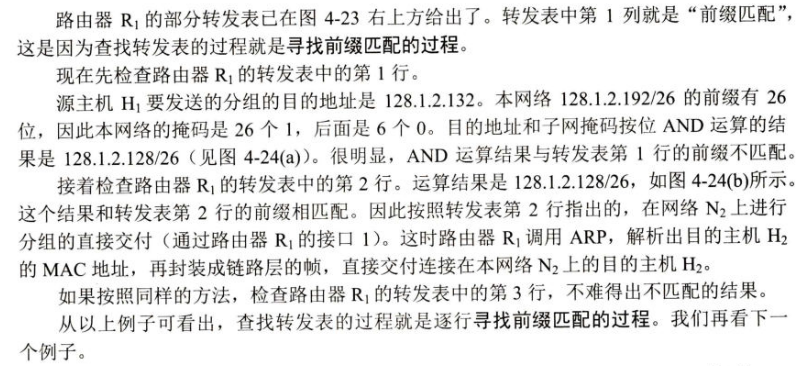 路由器 R₁ 的部分转发表已在图 4-23 右上方给出了。转发表中第 1 列就是“前缀匹配”，
这是因为查找转发表的过程就是寻找前缀匹配的过程。
现在先检查路由器 R₁ 的转发表中的第 1 行。
源主机 H₁ 要发送的分组的目的地址是 128.1.2.132。本网络 128.1.2.192/26 的前缀有 26
位，因此本网络的掩码是 26 个 1，后面是 6 个 0。目的地址和子网掩码按位 AND 运算的结
果是 128.1.2.128/26（见图 4-24(a)）。很明显，AND 运算结果与转发表第 1 行的前缀不匹配。
接着检查路由器 R₁ 的转发表中的第 2 行。运算结果是 128.1.2.128/26，如图 4-24(b)所示。
这个结果和转发表第 2 行的前缀相匹配。因此按照转发表第 2 行指出的，在网络 N₂ 上进行
分组的直接交付（通过路由器 R₁ 的接口 1）。这时路由器 R₁ 调用 ARP，解析出目的主机 H₂
的 MAC 地址，再封装成链路层的帧，直接交付连接在本网络 N₂ 上的目的主机 H₂。
如果按照同样的方法，检查路由器 R₁ 的转发表中的第 3 行，不难得出不匹配的结果。
从以上例子可看出，查找转发表的过程就是逐行寻找前缀匹配的过程。我们再看下一
个例子。